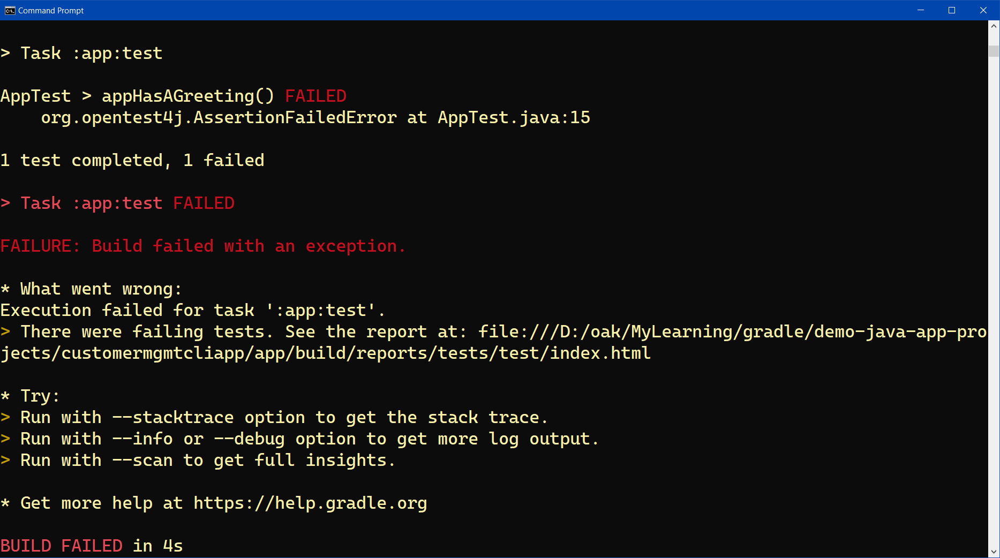 Command Prompt
> Task :app:test
AppTest > appHasAGreeting() FAILED
    org.opentest4j.AssertionFailedError at AppTest.java:15
1 test completed, 1 failed
> Task :app:test FAILED
FAILURE: Build failed with an exception.
* What went wrong:
Execution failed for task ':app:test'.
> There were failing tests. See the report at: file:///D:/oak/MyLearning/gradle/demo-java-app-pro
jects/customermgmtcliapp/app/build/reports/tests/test/index.html
* Try:
> Run with --stacktrace option to get the stack trace.
> Run with --info or --debug option to get more log output.
> Run with --scan to get full insights.
* Get more help at https://help.gradle.org
BUILD FAILED in 4s